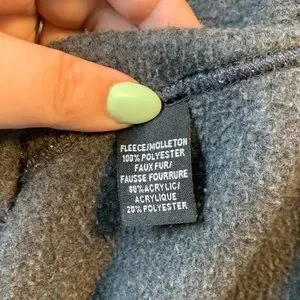 FLEECE/MOLLETON
100% POLYESTER
FAUX FUR/
FAUSSE FOURRURE
80% ACRYLIC/
ACRYLIQUE
20% POLYESTER